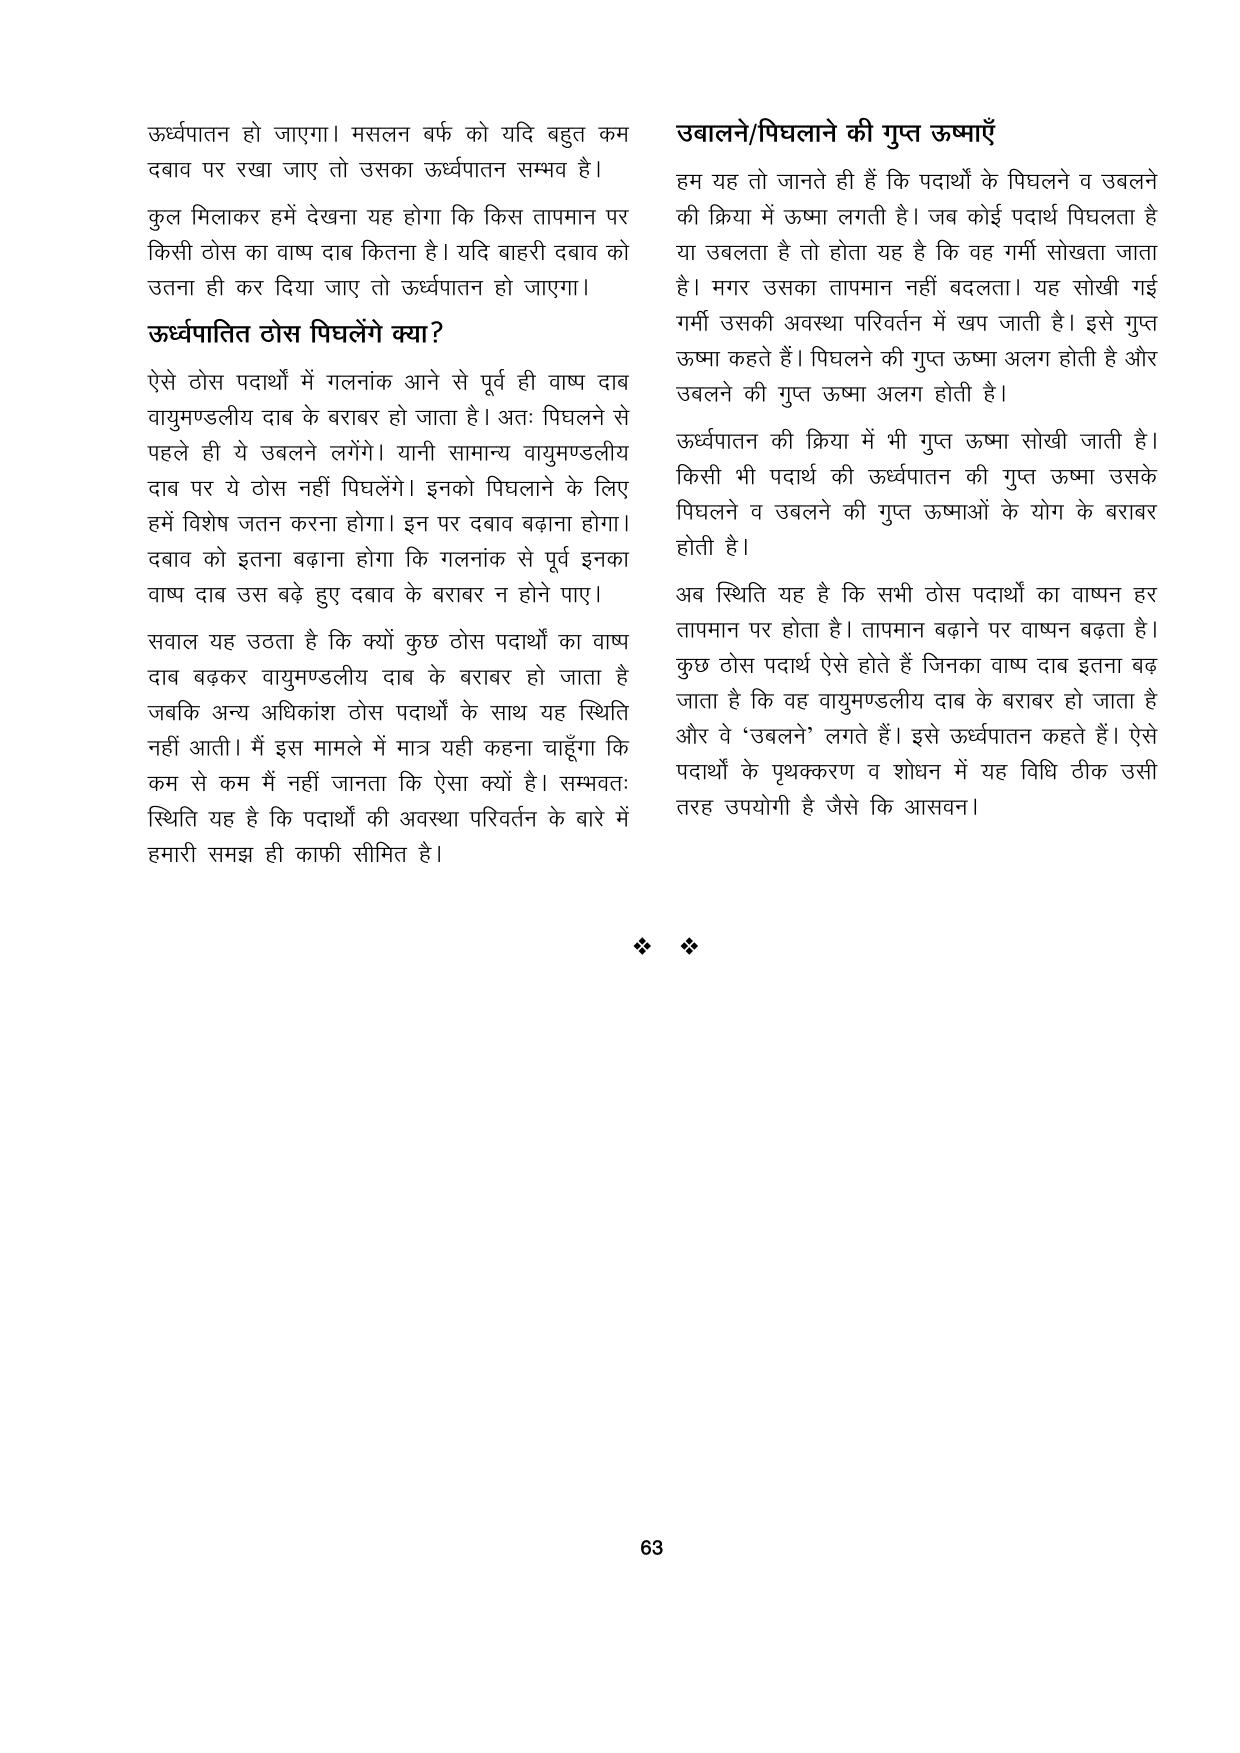 ऊर्ध्वपातन हो जाएगा। मसलन बर्फ को यदि बहुत कम
दबाव पर रखा जाए तो उसका ऊर्ध्वपातन सम्भव है।
कुल मिलाकर हमें देखना यह होगा कि किस तापमान पर
किसी ठोस का वाष्प दाब कितना है। यदि बाहरी दबाव को
उतना ही कर दिया जाए तो ऊर्ध्वपातन हो जाएगा।
ऊर्ध्वपातित ठोस पिघलेंगे क्या?
ऐसे ठोस पदार्थों में गलनांक आने से पूर्व ही वाष्प दाब
वायुमण्डलीय दाब के बराबर हो जाता है। अतः पिघलने से
पहले ही ये उबलने लगेंगे। यानी सामान्य वायुमण्डलीय
दाब पर ये ठोस नहीं पिघलेंगे। इनको पिघलाने के लिए
हमें विशेष जतन करना होगा। इन पर दबाव बढ़ाना होगा।
दबाव को इतना बढ़ाना होगा कि गलनांक से पूर्व इनका
वाष्प दाब उस बढ़े हुए दबाव के बराबर न होने पाए।
सवाल यह उठता है कि क्यों कुछ ठोस पदार्थों का वाष्प
दाब बढ़कर वायुमण्डलीय दाब के बराबर हो जाता है
जबकि अन्य अधिकांश ठोस पदार्थों के साथ यह स्थिति
नहीं आती। मैं इस मामले में मात्र यही कहना चाहूँगा कि
कम से कम मैं नहीं जानता कि ऐसा क्यों है। सम्भवतः
स्थिति यह है कि पदार्थों की अवस्था परिवर्तन के बारे में
हमारी समझ ही काफी सीमित है।
उबालने/पिघलाने की गुप्त ऊष्माएँ
हम यह तो जानते ही हैं कि पदार्थों के पिघलने व उबलने
की क्रिया में ऊष्मा लगती है। जब कोई पदार्थ पिघलता है
या उबलता है तो होता यह है कि वह गर्मी सोखता जाता
है। मगर उसका तापमान नहीं बदलता। यह सोखी गई
गर्मी उसकी अवस्था परिवर्तन में खप जाती है। इसे गुप्त
ऊष्मा कहते हैं। पिघलने की गुप्त ऊष्मा अलग होती है और
उबलने की गुप्त ऊष्मा अलग होती है।
ऊर्ध्वपातन की क्रिया में भी गुप्त ऊष्मा सोखी जाती है।
किसी भी पदार्थ की ऊर्ध्वपातन की गुप्त ऊष्मा उसके
पिघलने व उबलने की गुप्त ऊष्माओं के योग के बराबर
होती है।
अब स्थिति यह है कि सभी ठोस पदार्थों का वाष्पन हर
तापमान पर होता है। तापमान बढ़ाने पर वाष्पन बढ़ता है।
कुछ ठोस पदार्थ ऐसे होते हैं जिनका वाष्प दाब इतना बढ़
जाता है कि वह वायुमण्डलीय दाब के बराबर हो जाता है
और वे ‘उबलने’ लगते हैं। इसे ऊर्ध्वपातन कहते हैं। ऐसे
पदार्थों के पृथक्करण व शोधन में यह विधि ठीक उसी
तरह उपयोगी है जैसे कि आसवन।
❖ ❖
63